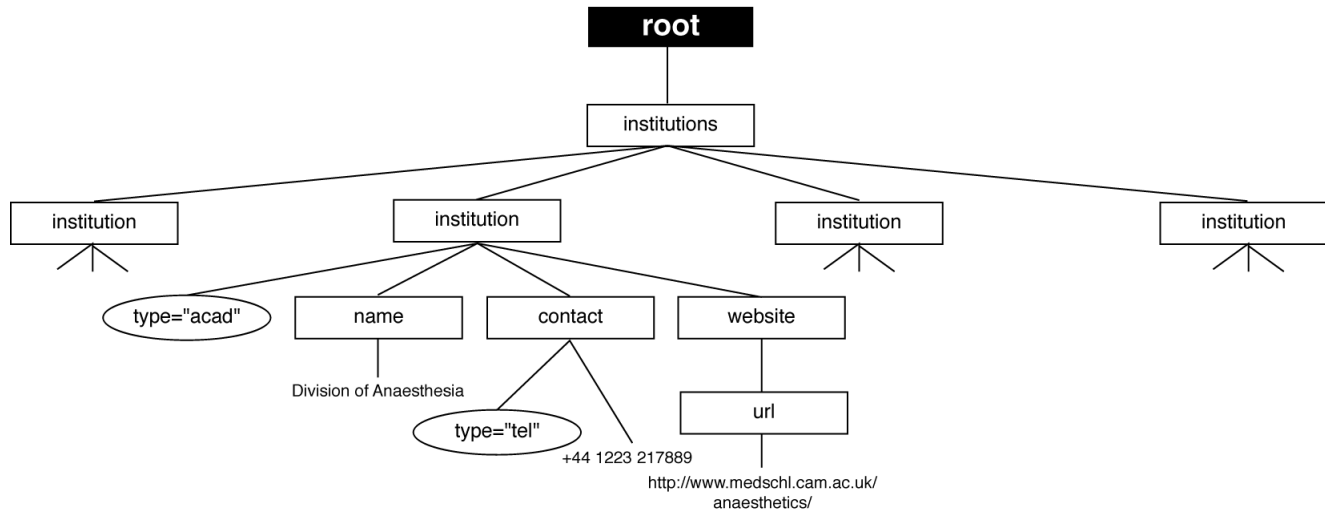 root
institutions
institution
institution
institution
institution
type="acad"
name
contact
website
Division of Anaesthesia
url
type="tel"
+44 1223 217889
http://www.medschl.cam.ac.uk/
anaesthetics/